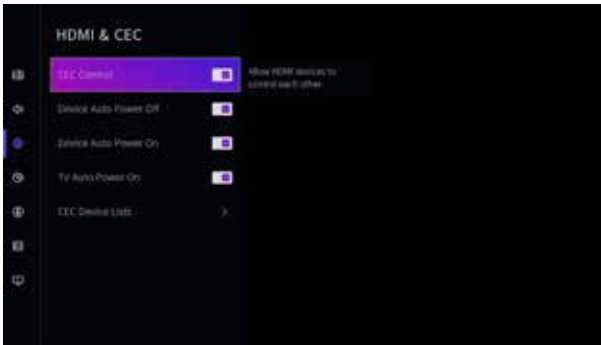 HDMI & CEC
CEC Control
Allow HDMI devices to
control each other.
Device Auto Power Off
Device Auto Power On
TV Auto Power On
CEC Device Lists